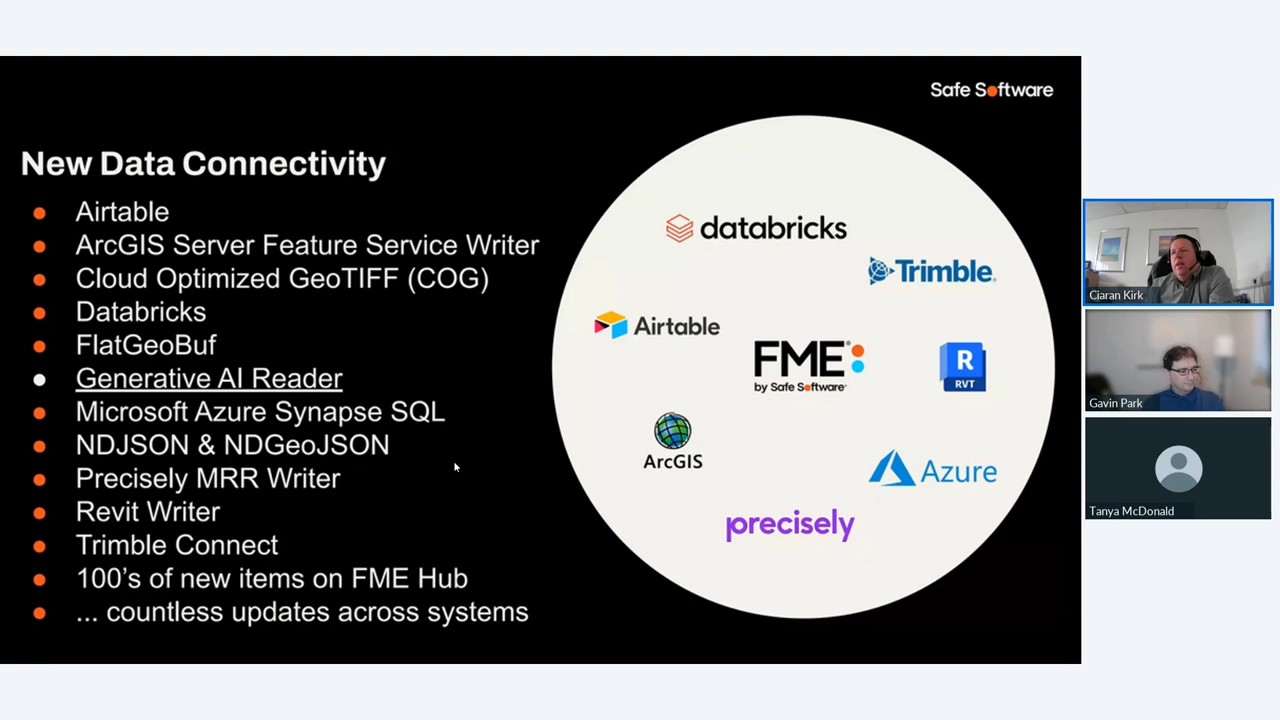 Safe Software
New Data Connectivity
Airtable
ArcGIS Server Feature Service Writer
Cloud Optimized GeoTIFF (COG)
Databricks
FlatGeoBuf
Generative AI Reader
Microsoft Azure Synapse SQL
NDJSON & NDGeoJSON
Precisely MRR Writer
Revit Writer
Trimble Connect
100's of new items on FME Hub
... countless updates across systems
databricks
Trimble
Airtable
FME
by Safe Software
R
RVT
ArcGIS
Azure
precisely
Ciaran Kirk
Gavin Park
Tanya McDonald